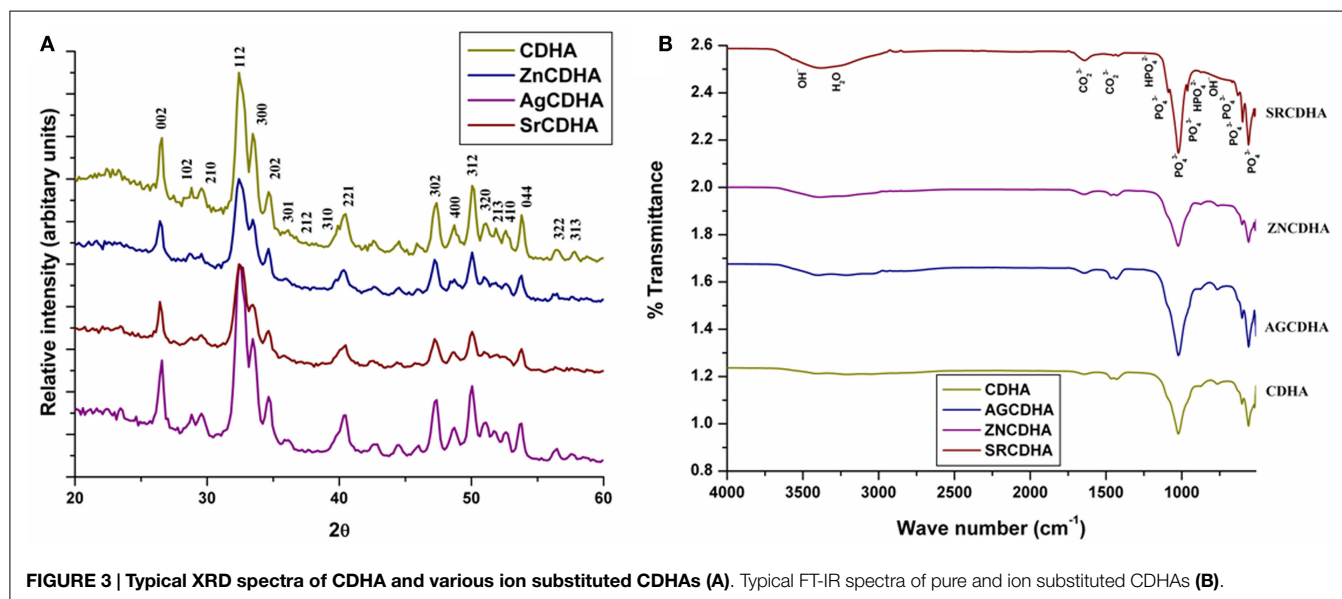 A
CDHA
ZnCDHA
AgCDHA
SrCDHA
112
300
002
102
210
202
301
212
310
221
302
400
312
320
213
410
044
322
313
Relative intensity (arbitary units)
20 30 40 50 60
2θ
B
2.6
2.4
2.2
2.0
1.8
1.6
1.4
1.2
1.0
0.8
% Transmittance
OH⁻
H₂O
CO₃²⁻
CO₃²⁻
HPO₄²⁻
PO₄³⁻
PO₄³⁻
PO₄³⁻
HPO₄²⁻
OH⁻
PO₄³⁻
PO₄³⁻
PO₄³⁻
SRCDHA
ZNCDHA
AGCDHA
CDHA
CDHA
AGCDHA
ZNCDHA
SRCDHA
4000 3500 3000 2500 2000 1500 1000
Wave number (cm⁻¹)
FIGURE 3 | Typical XRD spectra of CDHA and various ion substituted CDHAs (A). Typical FT-IR spectra of pure and ion substituted CDHAs (B).